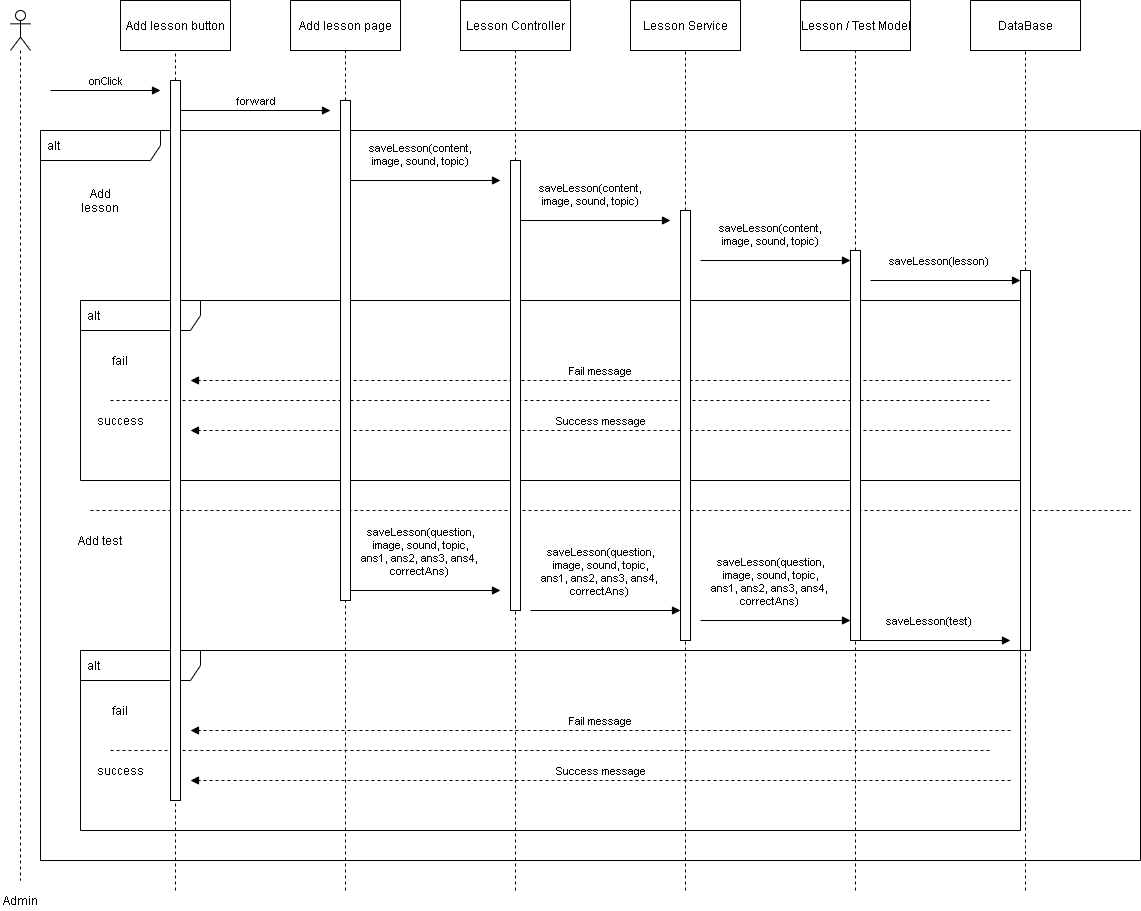 Add lesson button
Add lesson page
Lesson Controller
Lesson Service
Lesson / Test Model
DataBase
onClick
forward
alt
saveLesson(content,
image, sound, topic)
Add
lesson
saveLesson(content,
image, sound, topic)
saveLesson(content,
image, sound, topic)
saveLesson(lesson)
alt
fail
Fail message
success
Success message
Add test
saveLesson(question,
image, sound, topic,
ans1, ans2, ans3, ans4,
correctAns)
saveLesson(question,
image, sound, topic,
ans1, ans2, ans3, ans4,
correctAns)
saveLesson(question,
image, sound, topic,
ans1, ans2, ans3, ans4,
correctAns)
saveLesson(test)
alt
fail
Fail message
success
Success message
Admin